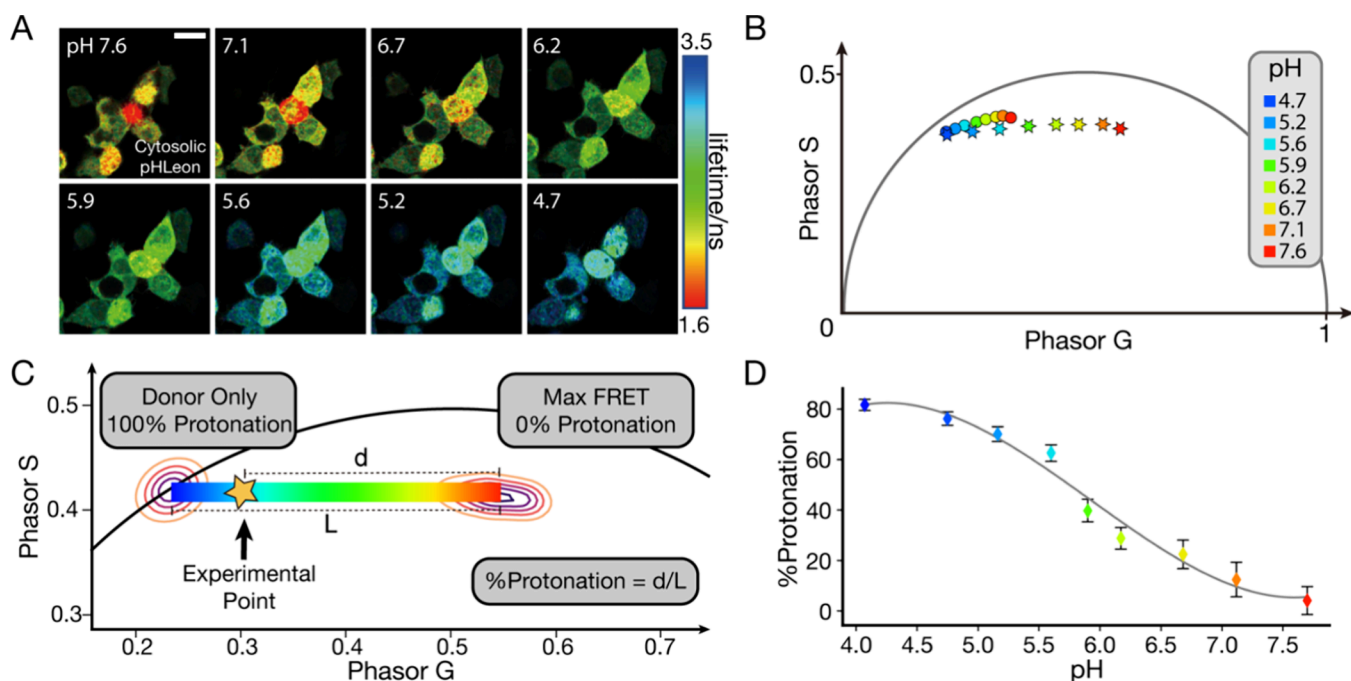 A
pH 7.6
7.1
6.7
6.2
Cytosolic
pHLeon
5.9
5.6
5.2
4.7
3.5
lifetime/ns
1.6
B
0.5
Phasor S
0
Phasor G
1
pH
4.7
5.2
5.6
5.9
6.2
6.7
7.1
7.6
C
Donor Only
100% Protonation
Max FRET
0% Protonation
0.5
0.4
0.3
Phasor S
d
L
Experimental
Point
%Protonation = d/L
0.2
0.3
0.4
0.5
0.6
0.7
Phasor G
D
80
60
40
20
0
%Protonation
4.0
4.5
5.0
5.5
6.0
6.5
7.0
7.5
pH